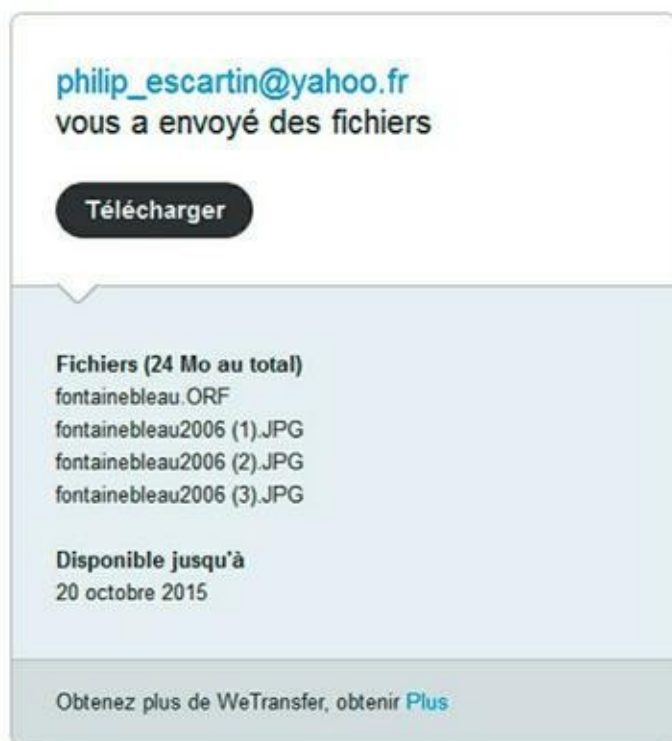 philip_escartin@yahoo.fr
vous a envoyé des fichiers
Télécharger
Fichiers (24 Mo au total)
fontainebleau.ORF
fontainebleau2006 (1).JPG
fontainebleau2006 (2).JPG
fontainebleau2006 (3).JPG
Disponible jusqu'à
20 octobre 2015
Obtenez plus de WeTransfer, obtenir Plus